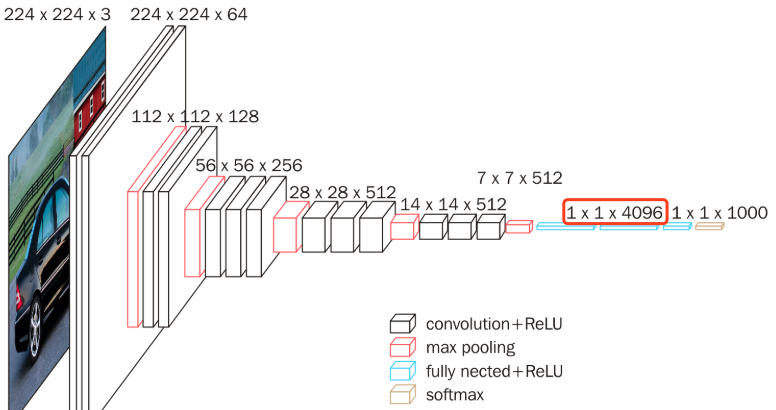 224 x 224 x 3
224 x 224 x 64
112 x 112 x 128
56 x 56 x 256
28 x 28 x 512
14 x 14 x 512
7 x 7 x 512
1 x 1 x 4096
1 x 1 x 1000
convolution+ReLU
max pooling
fully nected+ReLU
softmax